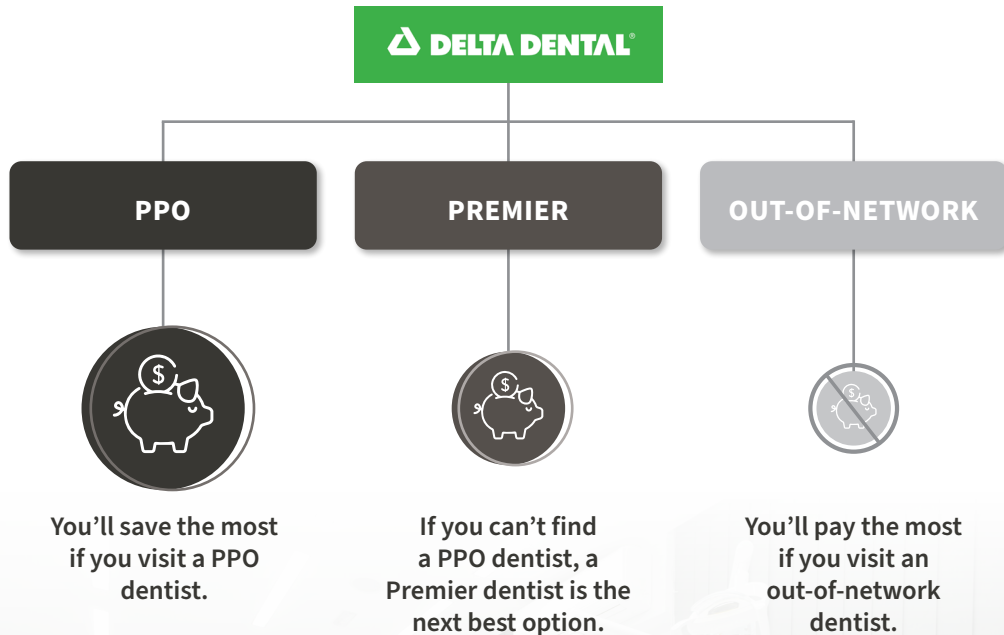 DELTA DENTAL®
PPO
PREMIER
OUT-OF-NETWORK
$
$
$
You’ll save the most
if you visit a PPO
dentist.
If you can’t find
a PPO dentist, a
Premier dentist is the
next best option.
You’ll pay the most
if you visit an
out-of-network
dentist.